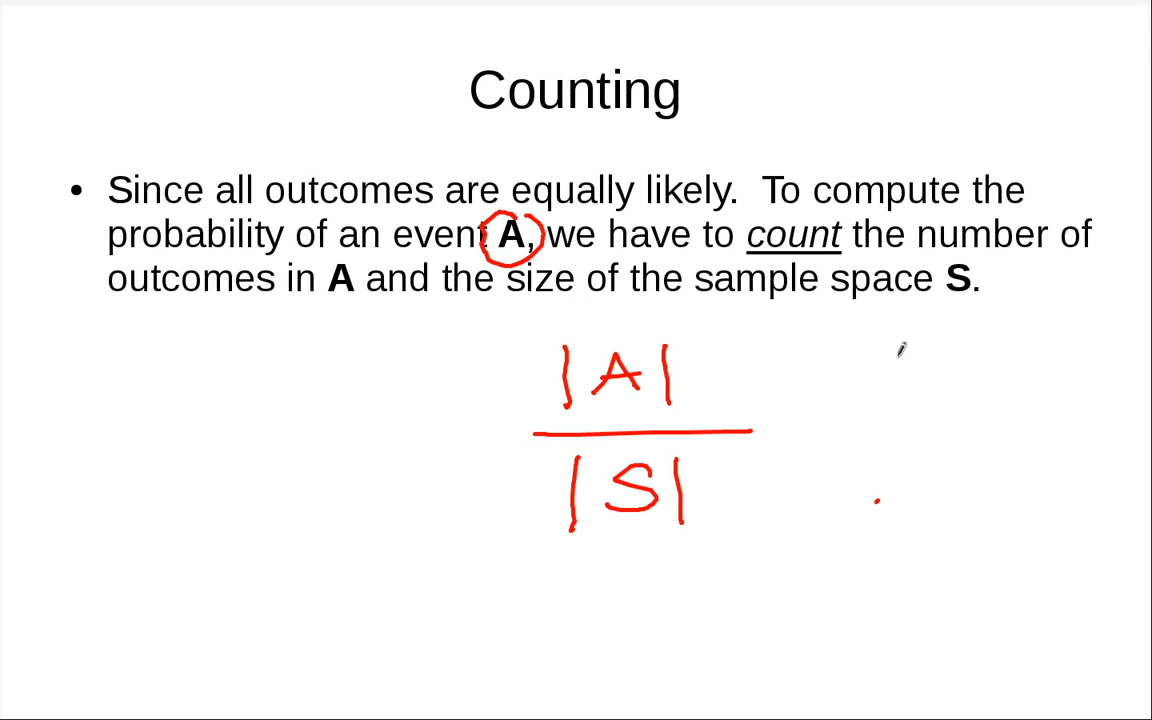 Counting
• Since all outcomes are equally likely.  To compute the
probability of an event A, we have to count the number of
outcomes in A and the size of the sample space S.
|A|
|S|